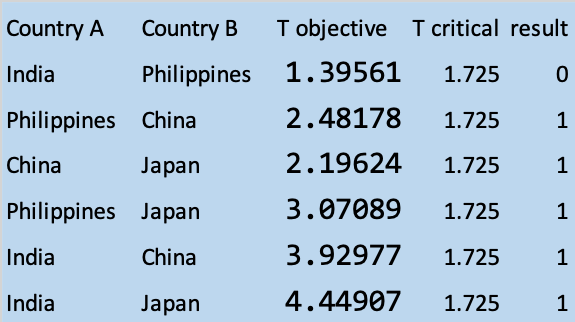 Country A Country B T objective T critical result
India Philippines 1.39561 1.725 0
Philippines China 2.48178 1.725 1
China Japan 2.19624 1.725 1
Philippines Japan 3.07089 1.725 1
India China 3.92977 1.725 1
India Japan 4.44907 1.725 1